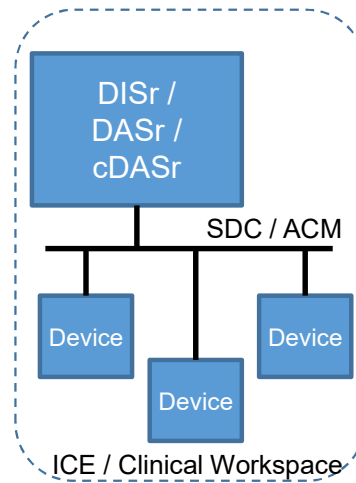 DISr /
DASr /
cDASr
SDC / ACM
Device
Device
Device
ICE / Clinical Workspace